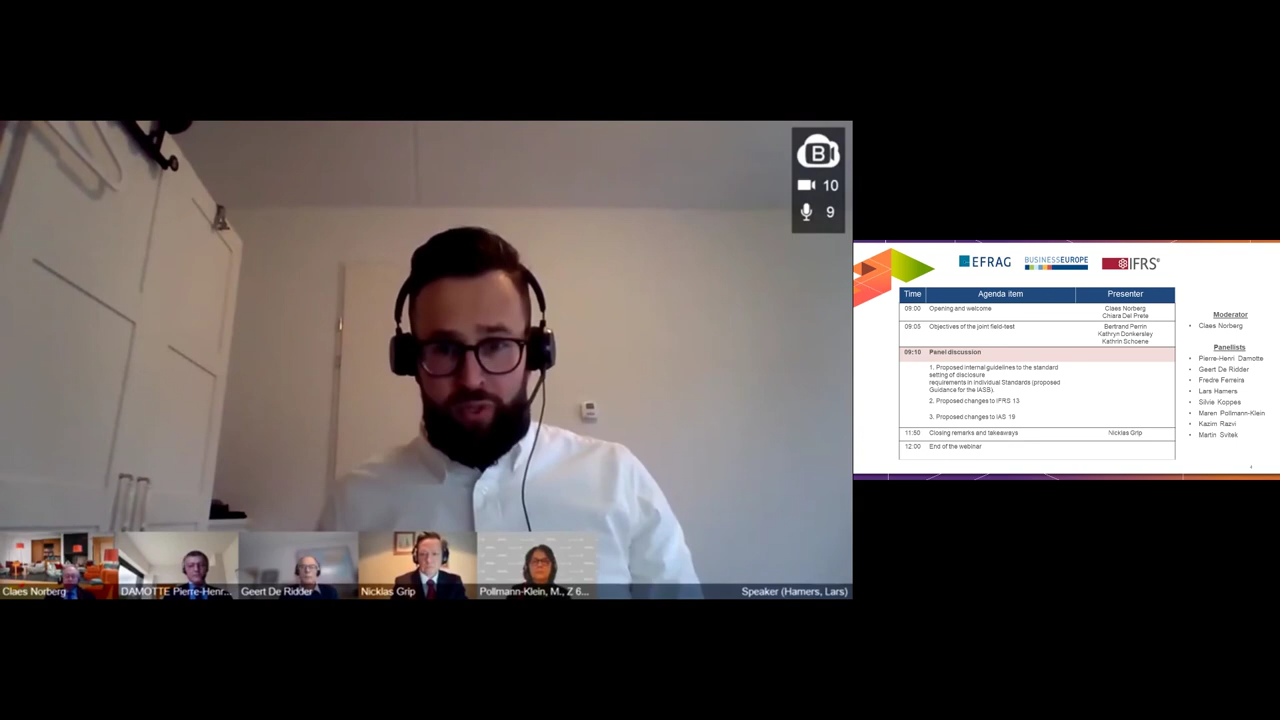 B
10
9
Claes Norberg
DAMOTTE Pierre-Henr...
Geert De Ridder
Nicklas Grip
Pollmann-Klein, M., Z 6...
Speaker (Hamers, Lars)
EFRAG
BUSINESSEUROPE
IFRS®
Time Agenda item Presenter
09:00 Opening and welcome Claes Norberg
Chiara Del Prete
09:05 Objectives of the joint field-test Bertrand Perrin
Kathryn Donkersley
Kathrin Schoene
09:10 Panel discussion
1. Proposed internal guidelines to the standard
setting of disclosure
requirements in individual Standards (proposed
Guidance for the IASB).
2. Proposed changes to IFRS 13
3. Proposed changes to IAS 19
11:50 Closing remarks and takeaways Nicklas Grip
12:00 End of the webinar
Moderator
• Claes Norberg
Panellists
• Pierre-Henri Damotte
• Geert De Ridder
• Fredre Ferreira
• Lars Hamers
• Silvie Koppes
• Maren Pollmann-Klein
• Kazim Razvi
• Martin Svitek